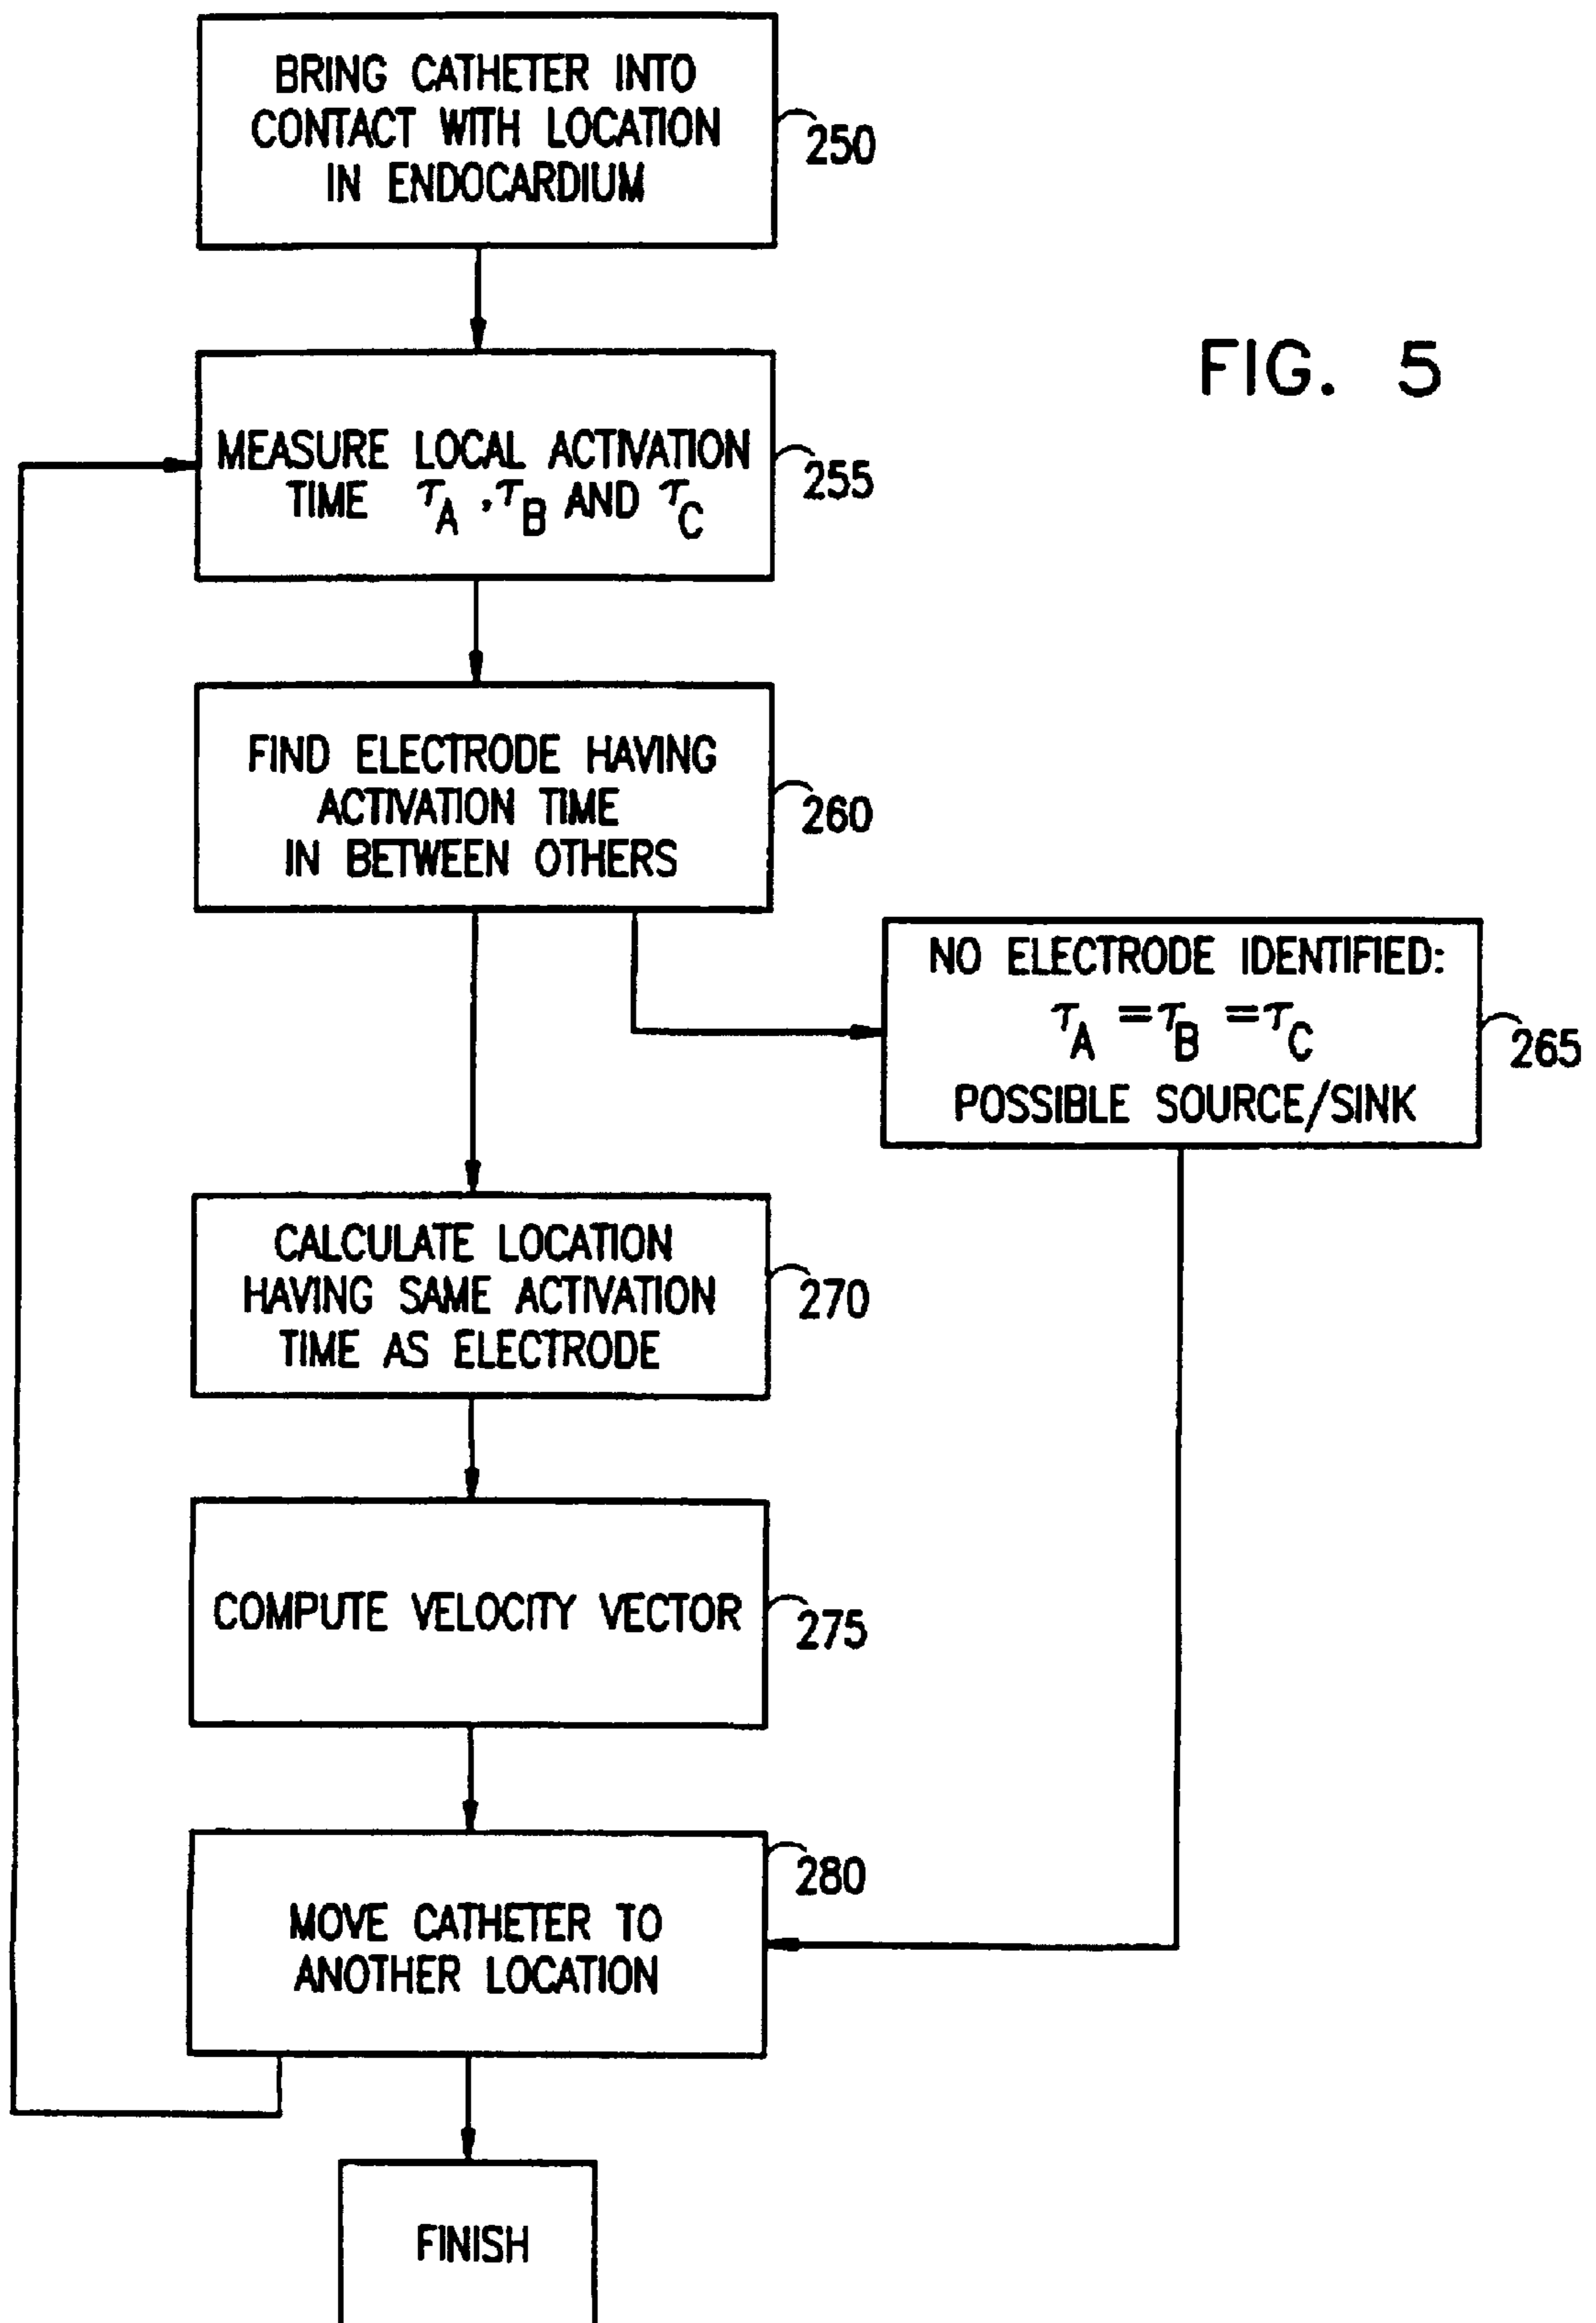 BRING CATHETER INTO
CONTACT WITH LOCATION
IN ENDOCARDIUM
250
FIG. 5
MEASURE LOCAL ACTIVATION
TIME τA, τB AND τC
255
FIND ELECTRODE HAVING
ACTIVATION TIME
IN BETWEEN OTHERS
260
NO ELECTRODE IDENTIFIED:
τA = τB = τC
POSSIBLE SOURCE/SINK
265
CALCULATE LOCATION
HAVING SAME ACTIVATION
TIME AS ELECTRODE
270
COMPUTE VELOCITY VECTOR
275
MOVE CATHETER TO
ANOTHER LOCATION
280
FINISH